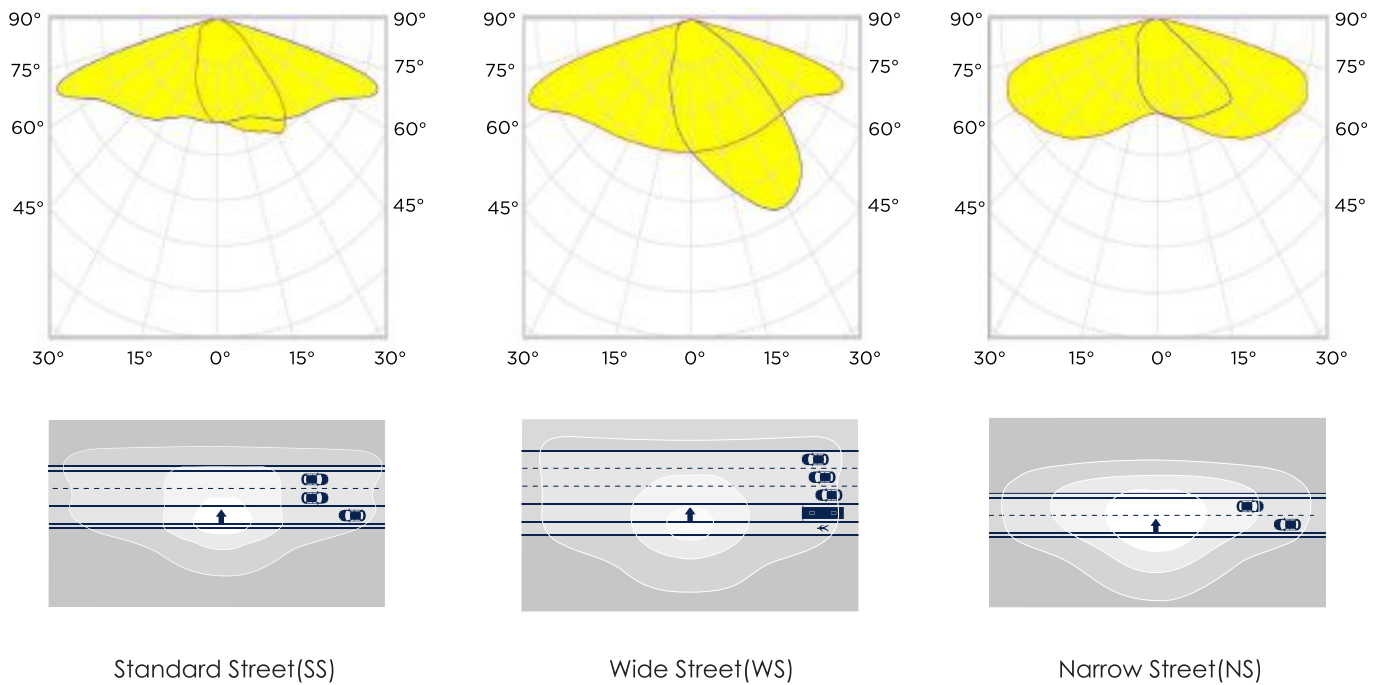 90° 90° 90° 90° 90° 90°
75° 75° 75° 75° 75° 75°
60° 60° 60° 60° 60° 60°
45° 45° 45° 45° 45° 45°
30° 15° 0° 15° 30° 30° 15° 0° 15° 30° 30° 15° 0° 15° 30°
Standard Street(SS) Wide Street(WS) Narrow Street(NS)